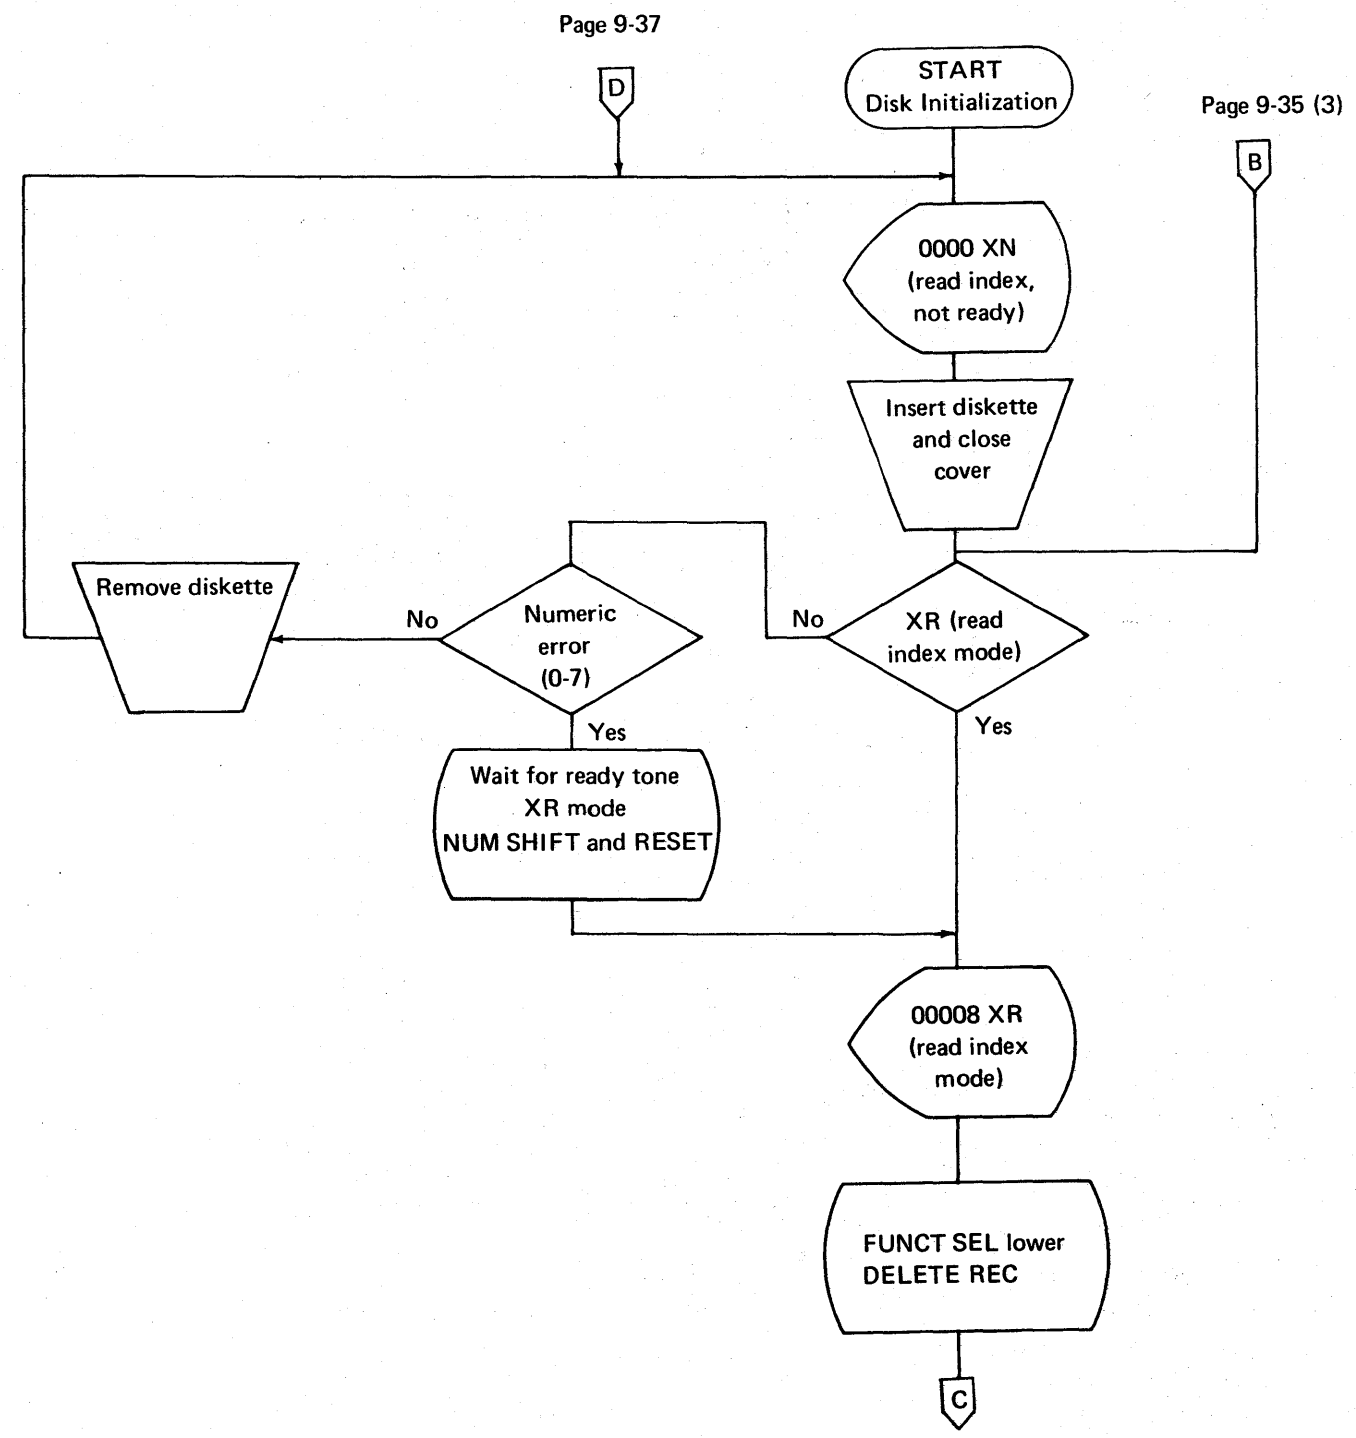 Page 9-37
D
START
Disk Initialization
Page 9-35 (3)
B
0000 XN
(read index,
not ready)
Insert diskette
and close
cover
Remove diskette
No
Numeric
error
(0-7)
No
XR (read
index mode)
Yes
Yes
Wait for ready tone
XR mode
NUM SHIFT and RESET
00008 XR
(read index
mode)
FUNCT SEL lower
DELETE REC
C